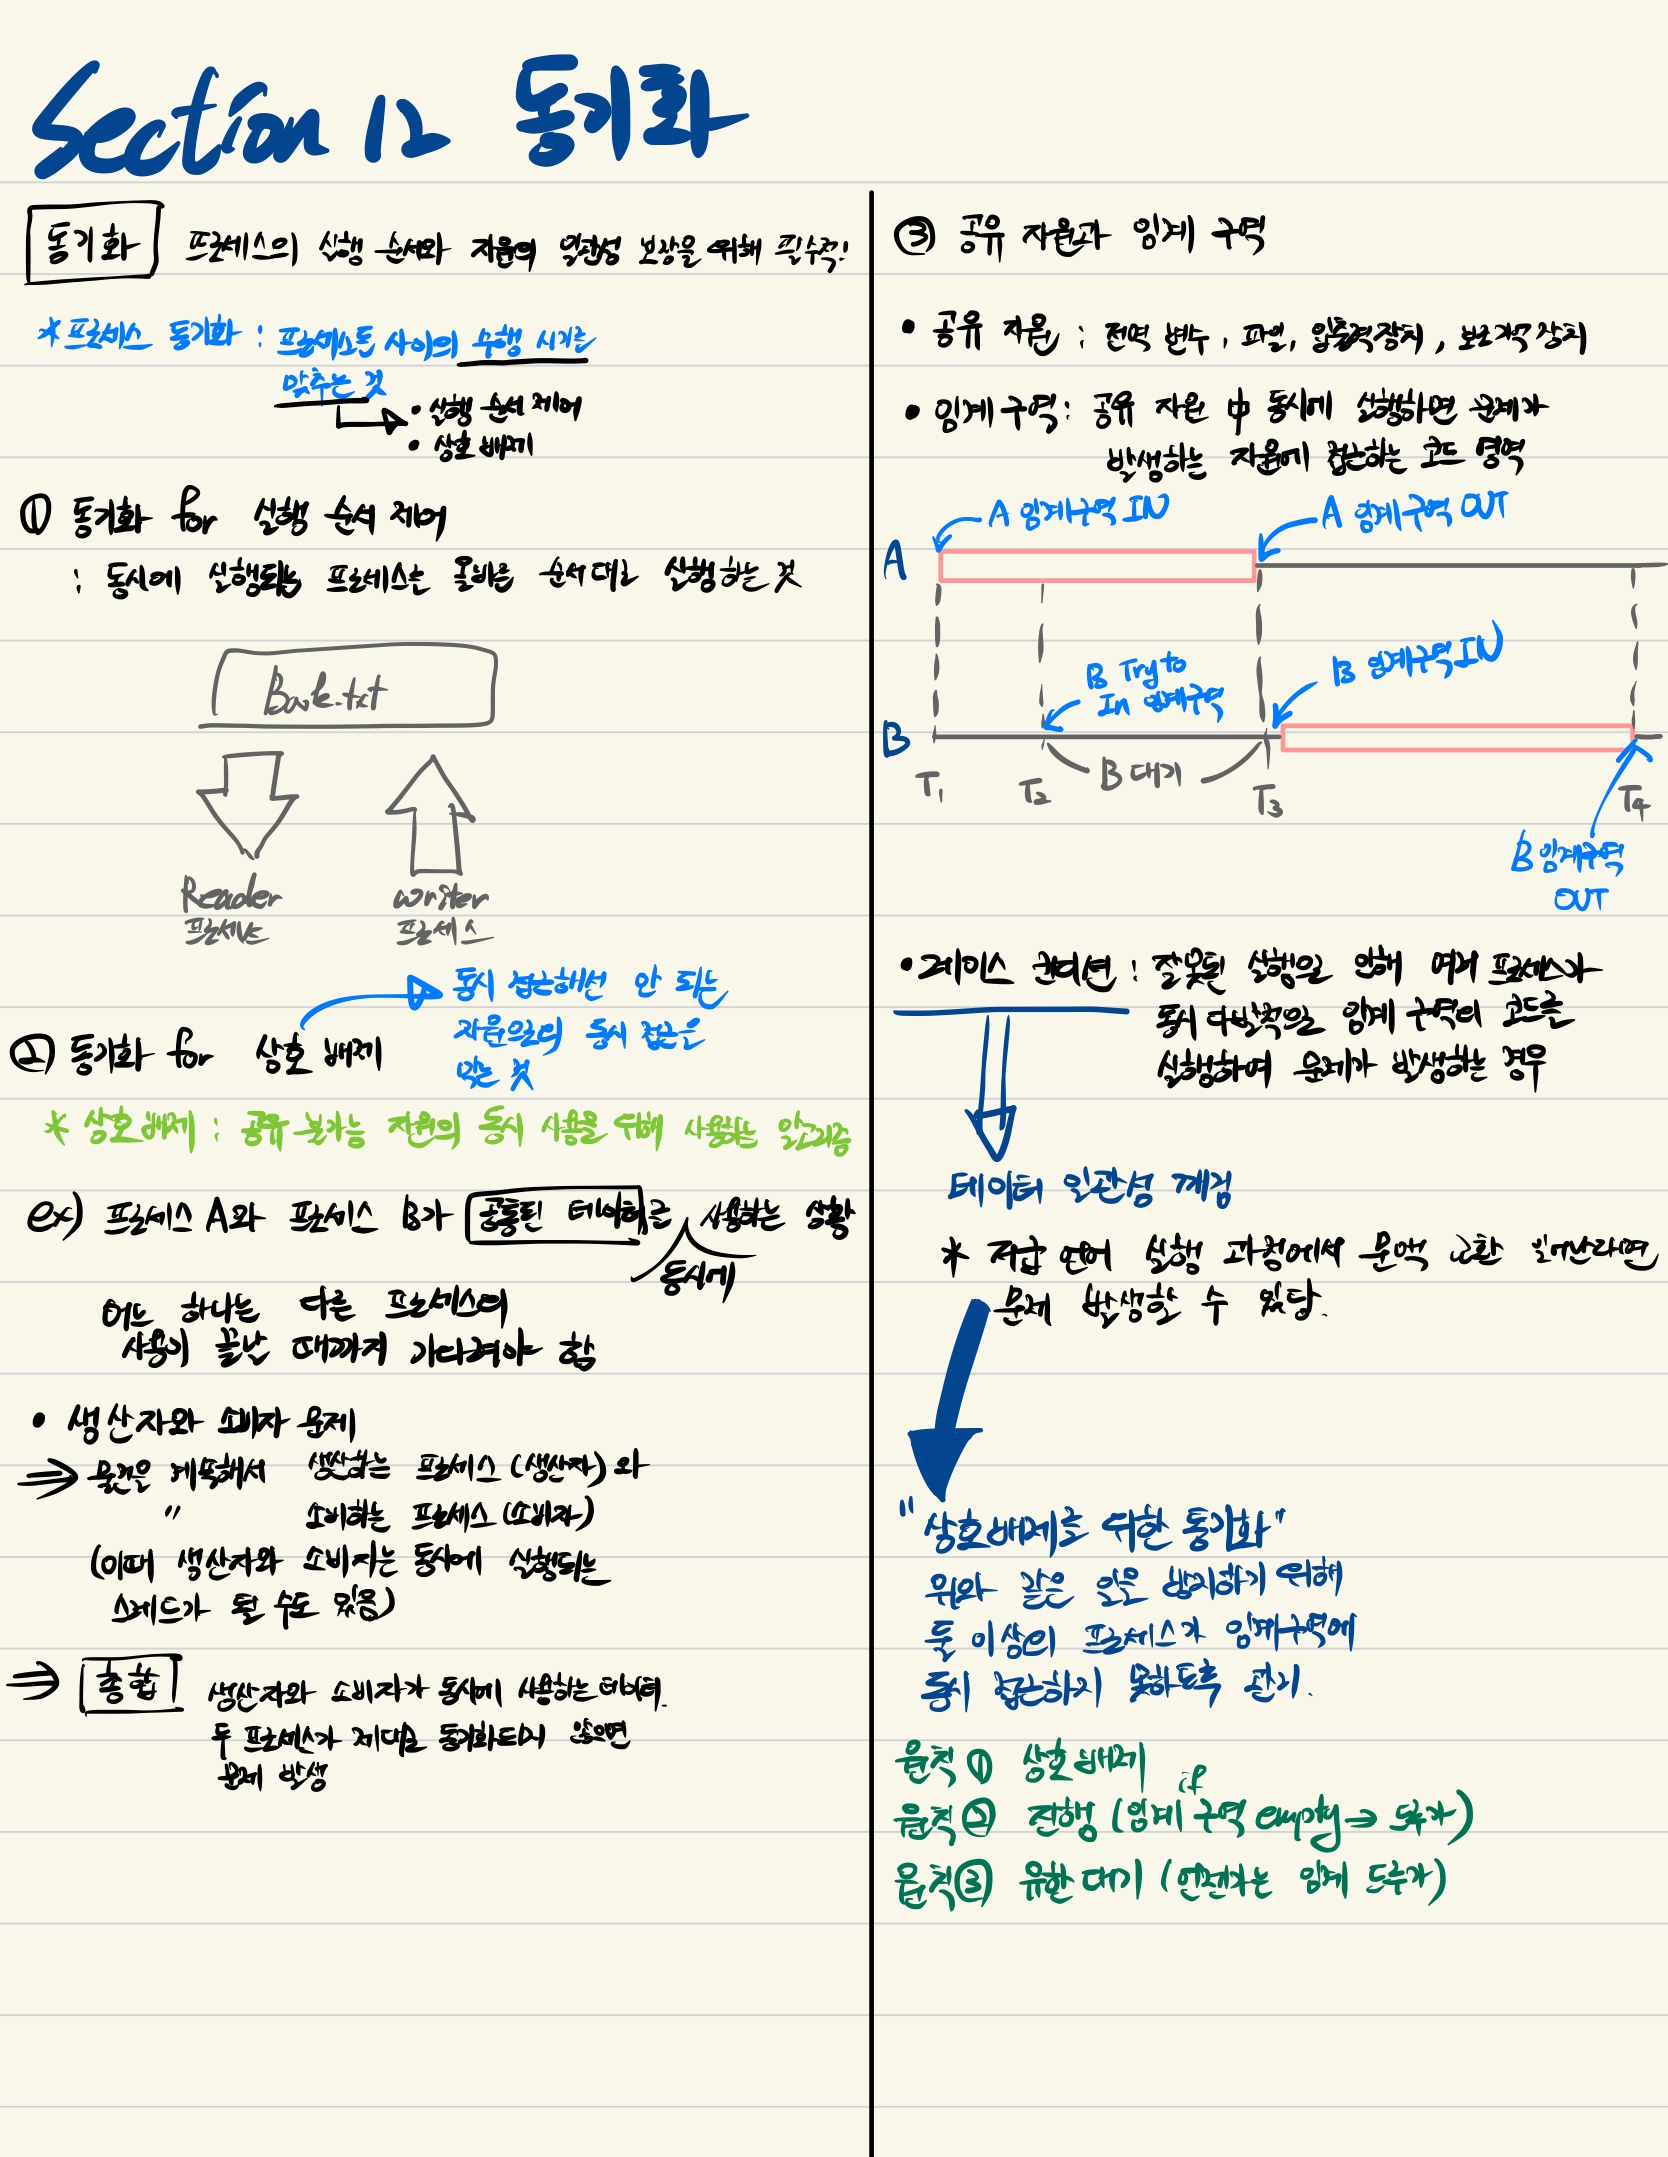 Section 12 동기화
동기화 프로세스의 실행 순서와 자원의 일관성 보장을 위해 필수적!
*프로세스 동기화 : 프로세스들 사이의 수행 시기를
맞추는 것
• 실행 순서 제어
• 상호 배제
① 동기화 for 실행 순서 제어
: 동시에 실행되는 프로세스를 올바른 순서대로 실행하는 것
Book.txt
Reader
프로세스
writer
프로세스
동시 접근해선 안 되는
자원으로의 동시 접근을
막는 것
② 동기화 for 상호 배제
* 상호 배제 : 공유 불가능 자원의 동시 사용을 위해 사용하는 알고리즘
ex) 프로세스 A와 프로세스 B가 공통된 데이터를 사용하는 상황
동시에
어느 하나는 다른 프로세스의
사용이 끝날 때까지 기다려야 함
• 생산자와 소비자 문제
⇒ 물건을 계속해서 생산하는 프로세스 (생산자) 와
〃 소비하는 프로세스 (소비자)
(이때 생산자와 소비자는 동시에 실행되는
스레드가 될 수도 있음)
⇒ 총합 생산자와 소비자가 동시에 사용하는 데이터.
두 프로세스가 제대로 동기화되지 않으면
문제 발생
③ 공유 자원과 임계 구역
• 공유 자원 : 전역 변수, 파일, 입출력장치, 보조기억장치
• 임계 구역 : 공유 자원 中 동시에 실행하면 문제가
발생하는 자원에 접근하는 코드 영역
A 임계구역 IN
A 임계구역 OUT
A
B Try to
In 임계구역
B 임계구역 IN
B
B 대기
T₁ T₂ T₃ T₄
B 임계구역
OUT
• 레이스 컨디션 : 잘못된 실행으로 인해 여러 프로세스가
동시 다발적으로 임계 구역의 코드를
실행하여 문제가 발생하는 경우
데이터 일관성 깨짐
* 저급 언어 실행 과정에서 문맥 교환 일어난다면
문제 발생할 수 있당.
"상호배제를 위한 동기화"
위와 같은 일을 방지하기 위해
둘 이상의 프로세스가 임계구역에
동시 접근하지 못하도록 관리.
원칙 ① 상호 배제
원칙 ② 진행 (임계 구역 if empty → 드루가)
원칙 ③ 유한 대기 (언젠가는 임계 드루가)